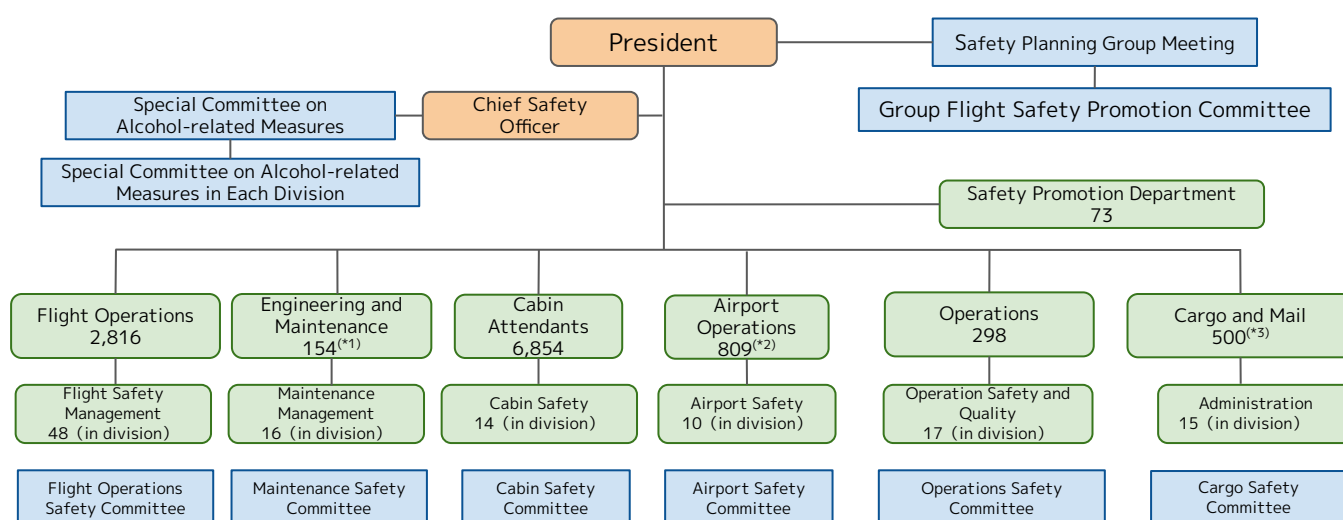 President
Safety Planning Group Meeting
Group Flight Safety Promotion Committee
Special Committee on
Alcohol-related Measures
Chief Safety
Officer
Special Committee on Alcohol-related
Measures in Each Division
Safety Promotion Department
73
Flight Operations
2,816
Engineering and
Maintenance
154(*1)
Cabin
Attendants
6,854
Airport
Operations
809(*2)
Operations
298
Cargo and Mail
500(*3)
Flight Safety
Management
48（in division）
Maintenance
Management
16（in division）
Cabin Safety
14（in division）
Airport Safety
10（in division）
Operation Safety and
Quality
17（in division）
Administration
15（in division）
Flight Operations
Safety Committee
Maintenance Safety
Committee
Cabin Safety
Committee
Airport Safety
Committee
Operations Safety
Committee
Cargo Safety
Committee